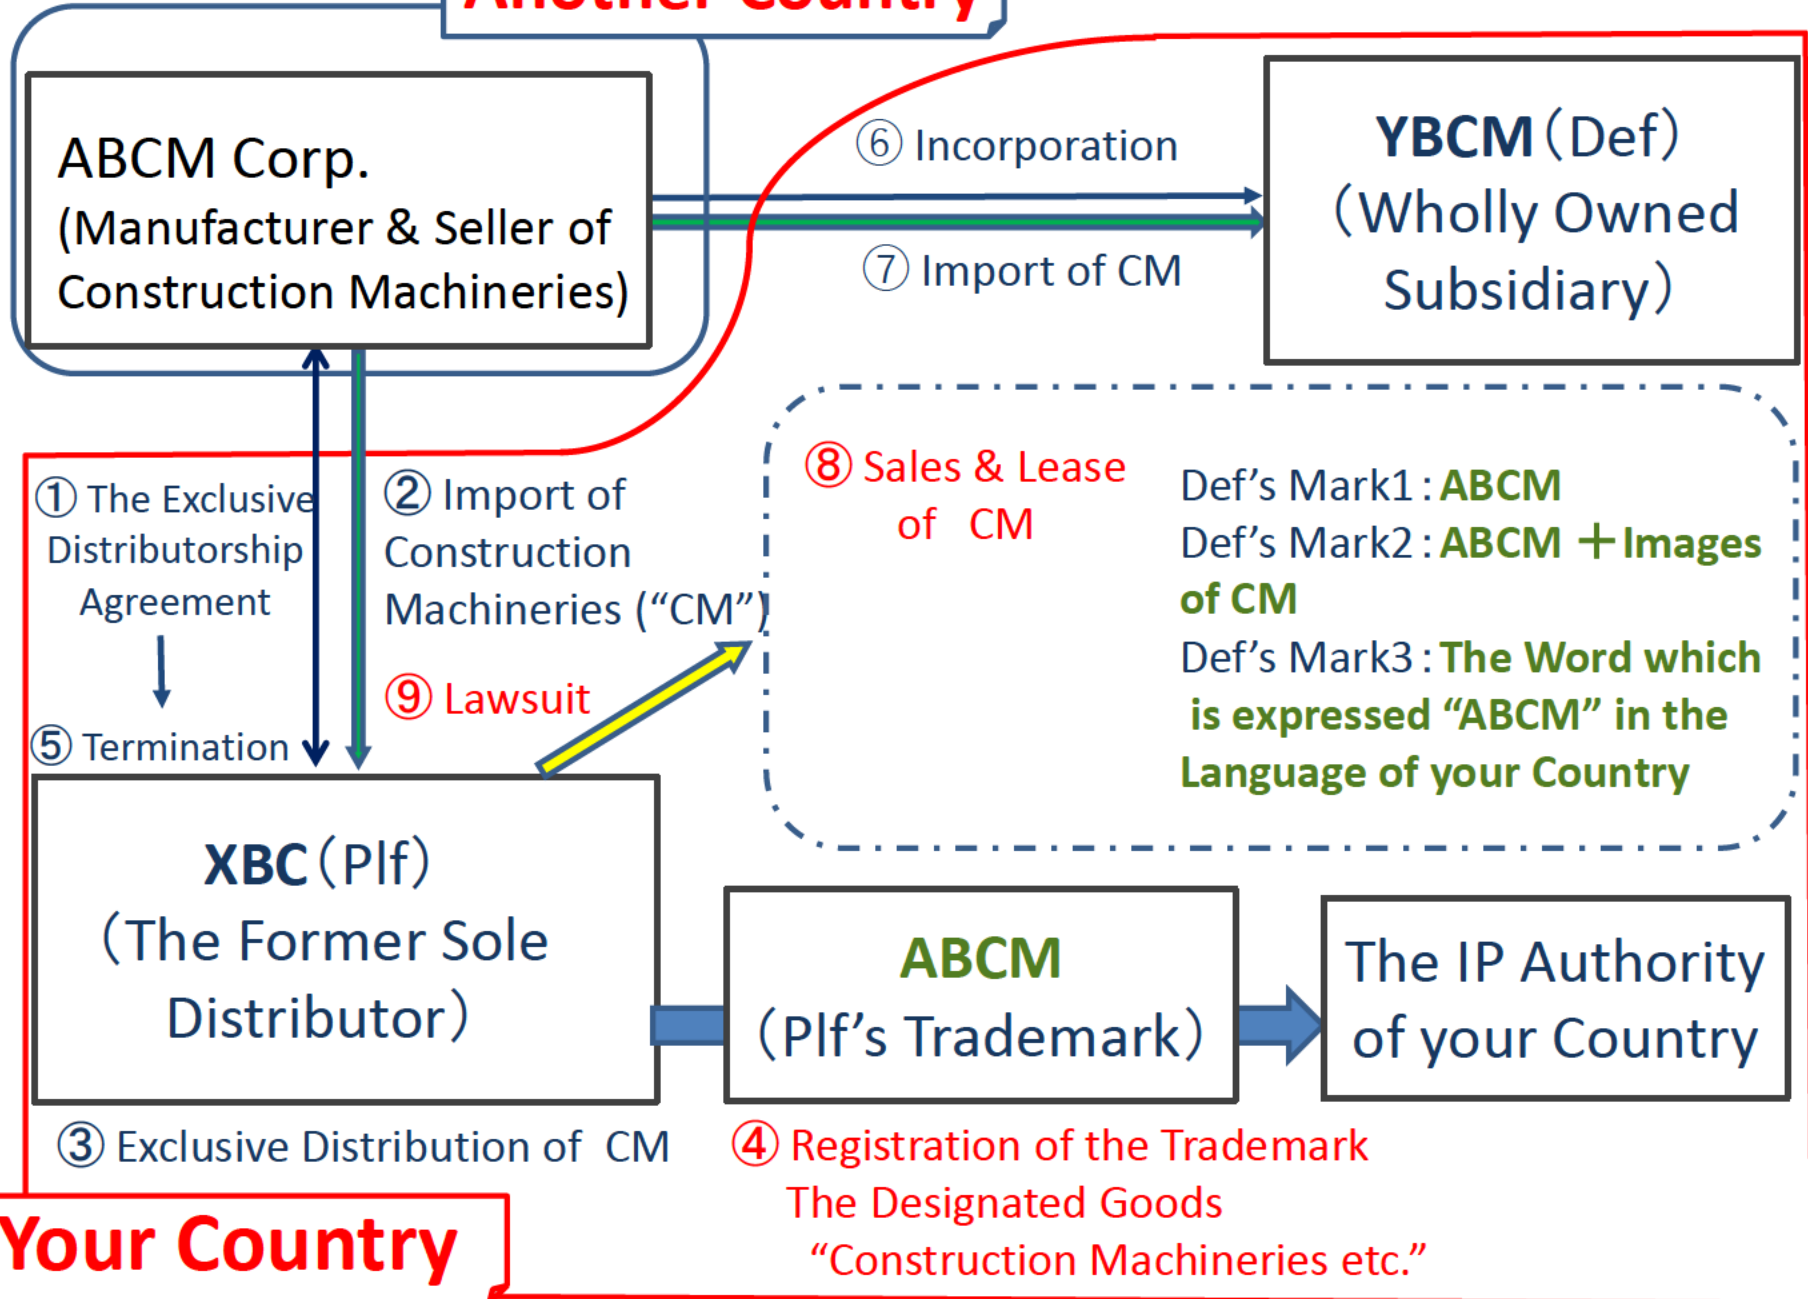 Another Country
ABCM Corp.
(Manufacturer & Seller of
Construction Machineries)
⑥ Incorporation
⑦ Import of CM
YBCM（Def）
（Wholly Owned
Subsidiary）
① The Exclusive
Distributorship
Agreement
⑤ Termination
② Import of
Construction
Machineries (“CM”)
⑨ Lawsuit
⑧ Sales & Lease
of CM
Def’s Mark1：ABCM
Def’s Mark2：ABCM ＋Images
of CM
Def’s Mark3：The Word which
is expressed “ABCM” in the
Language of your Country
XBC（Plf）
（The Former Sole
Distributor）
ABCM
（Plf’s Trademark）
The IP Authority
of your Country
③ Exclusive Distribution of CM
④ Registration of the Trademark
The Designated Goods
“Construction Machineries etc.”
Your Country